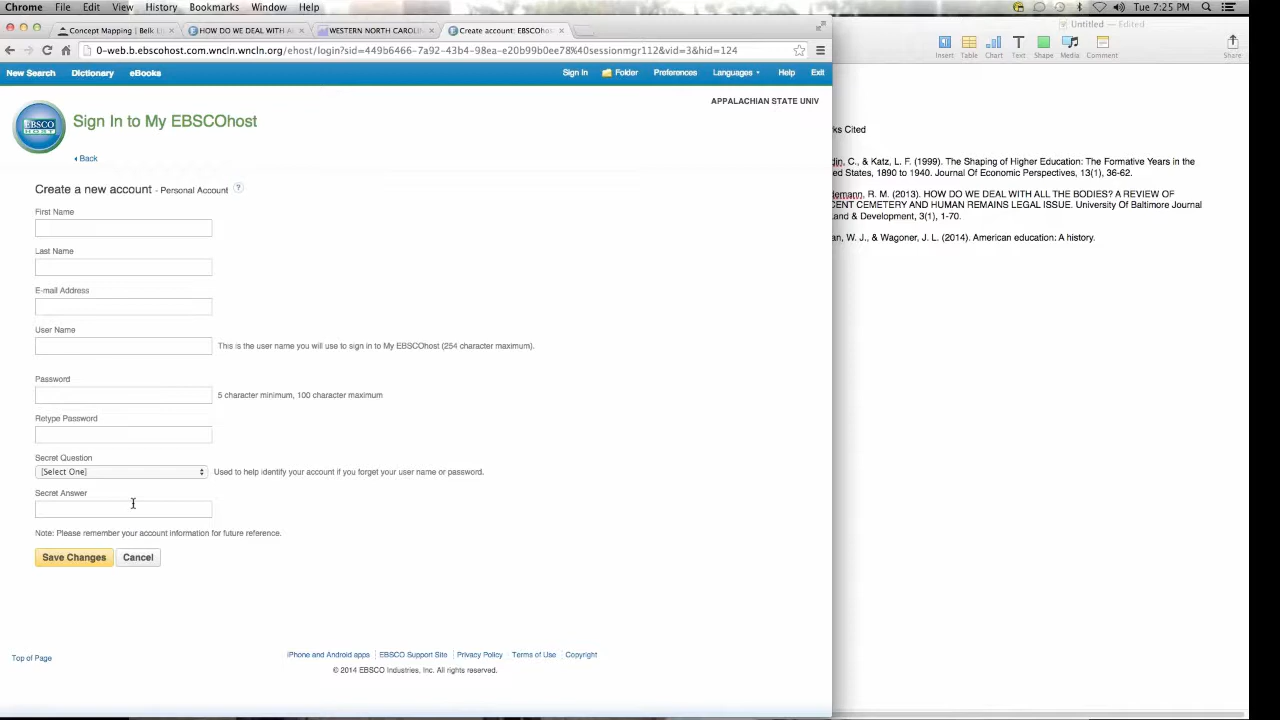 Chrome File Edit View History Bookmarks Window Help
Tue 7:25 PM
Concept Mapping | Belk Li
HOW DO WE DEAL WITH A
WESTERN NORTH CAROLIN
Create account: EBSCOhos
0-web.b.ebscohost.com.wncln.wncln.org/ehost/login?sid=449b6466-7a92-43b4-98ea-e20b99b0ee78%40sessionmgr112&vid=3&hid=124
New Search Dictionary eBooks
Sign In Folder Preferences Languages Help Exit
APPALACHIAN STATE UNIV
EBSCO
HOST
Sign In to My EBSCOhost
Back
Create a new account - Personal Account ?
First Name
Last Name
E-mail Address
User Name
This is the user name you will use to sign in to My EBSCOhost (254 character maximum).
Password
5 character minimum, 100 character maximum
Retype Password
Secret Question
[Select One]
Used to help identify your account if you forget your user name or password.
Secret Answer
Note: Please remember your account information for future reference.
Save Changes Cancel
Top of Page
iPhone and Android apps EBSCO Support Site Privacy Policy Terms of Use Copyright
© 2014 EBSCO Industries, Inc. All rights reserved.
Untitled — Edited
Insert Table Chart Text Shape Media Comment Share
ks Cited
din, C., & Katz, L. F. (1999). The Shaping of Higher Education: The Formative Years in the
ed States, 1890 to 1940. Journal Of Economic Perspectives, 13(1), 36-62.
lemann, R. M. (2013). HOW DO WE DEAL WITH ALL THE BODIES? A REVIEW OF
CENT CEMETERY AND HUMAN REMAINS LEGAL ISSUE. University Of Baltimore Journal
and & Development, 3(1), 1-70.
an, W. J., & Wagoner, J. L. (2014). American education: A history.